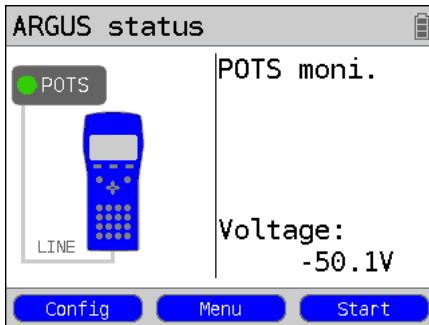 ARGUS status
POTS
LINE
POTS moni.
Voltage:
-50.1V
Config
Menu
Start